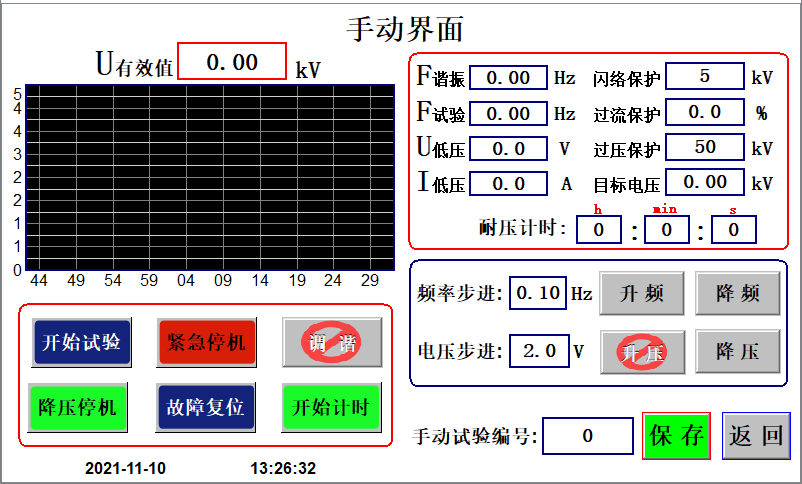 手动界面
U有效值 0.00 kV
5
4
4
3
2
2
1
1
0
44 49 54 59 04 09 14 19 24 29
F谐振 0.00 Hz 闪络保护 5 kV
F试验 0.00 Hz 过流保护 0.0 %
U低压 0.0 V 过压保护 50 kV
I低压 0.0 A 目标电压 0.00 kV
h min s
耐压计时: 0 : 0 : 0
频率步进: 0.10 Hz 升 频 降 频
电压步进: 2.0 V 升 压 降 压
开始试验 紧急停机 调 谐
降压停机 故障复位 开始计时
手动试验编号: 0 保 存 返 回
2021-11-10 13:26:32